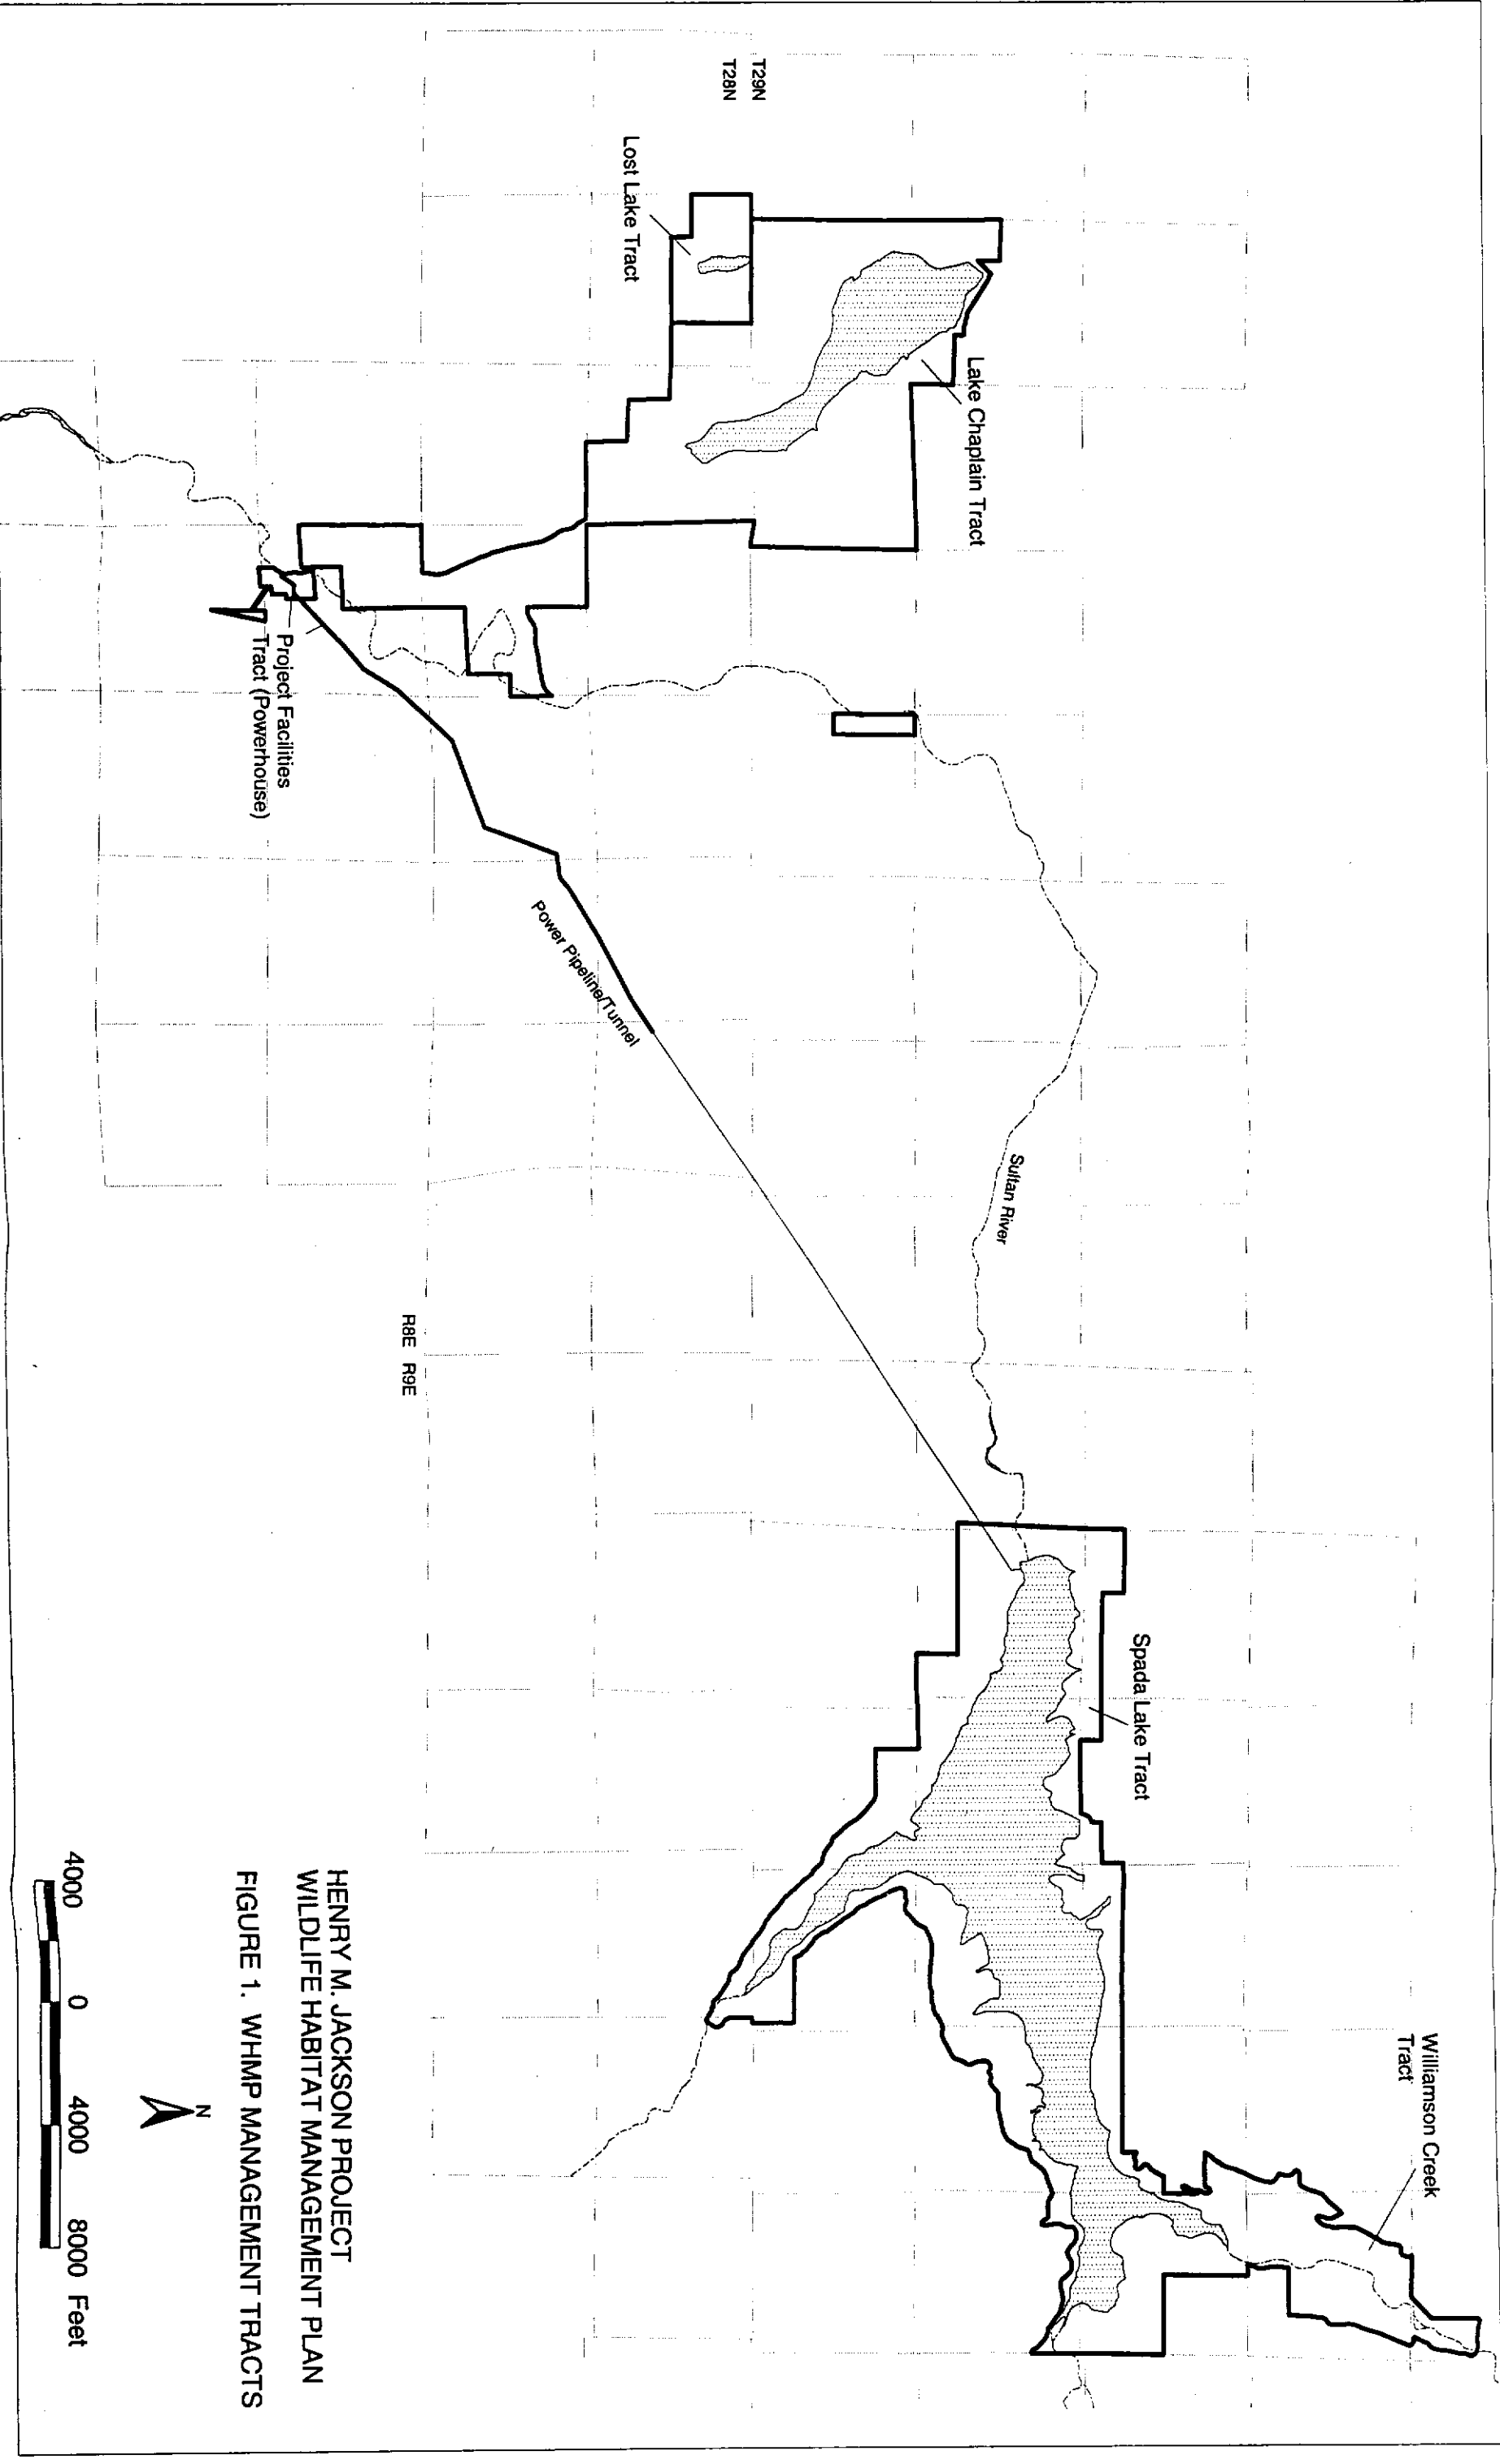 T29N
T28N
Lost Lake Tract
Lake Chaplain Tract
Project Facilities
Tract (Powerhouse)
Power Pipeline/Tunnel
Sultan River
R8E R9E
Spada Lake Tract
Williamson Creek
Tract
HENRY M. JACKSON PROJECT
WILDLIFE HABITAT MANAGEMENT PLAN
FIGURE 1. WHMP MANAGEMENT TRACTS
N
4000 0 4000 8000 Feet